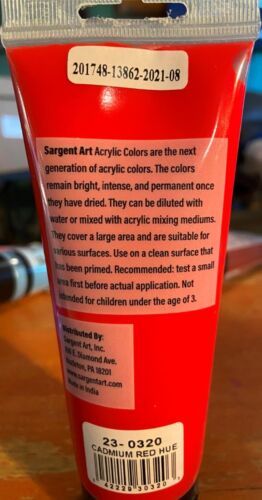 201748-13862-2021-08
Sargent Art Acrylic Colors are the next
generation of acrylic colors. The colors
remain bright, intense, and permanent once
they have dried. They can be diluted with
water or mixed with acrylic mixing mediums.
They cover a large area and are suitable for
various surfaces. Use on a clean surface that
has been primed. Recommended: test a small
area first before actual application. Not
intended for children under the age of 3.
Distributed By:
Sargent Art, Inc.
E. Diamond Ave.
Hazleton, PA 18201
www.sargentart.com
Made in India
23- 0320
CADMIUM RED HUE
42229 30320